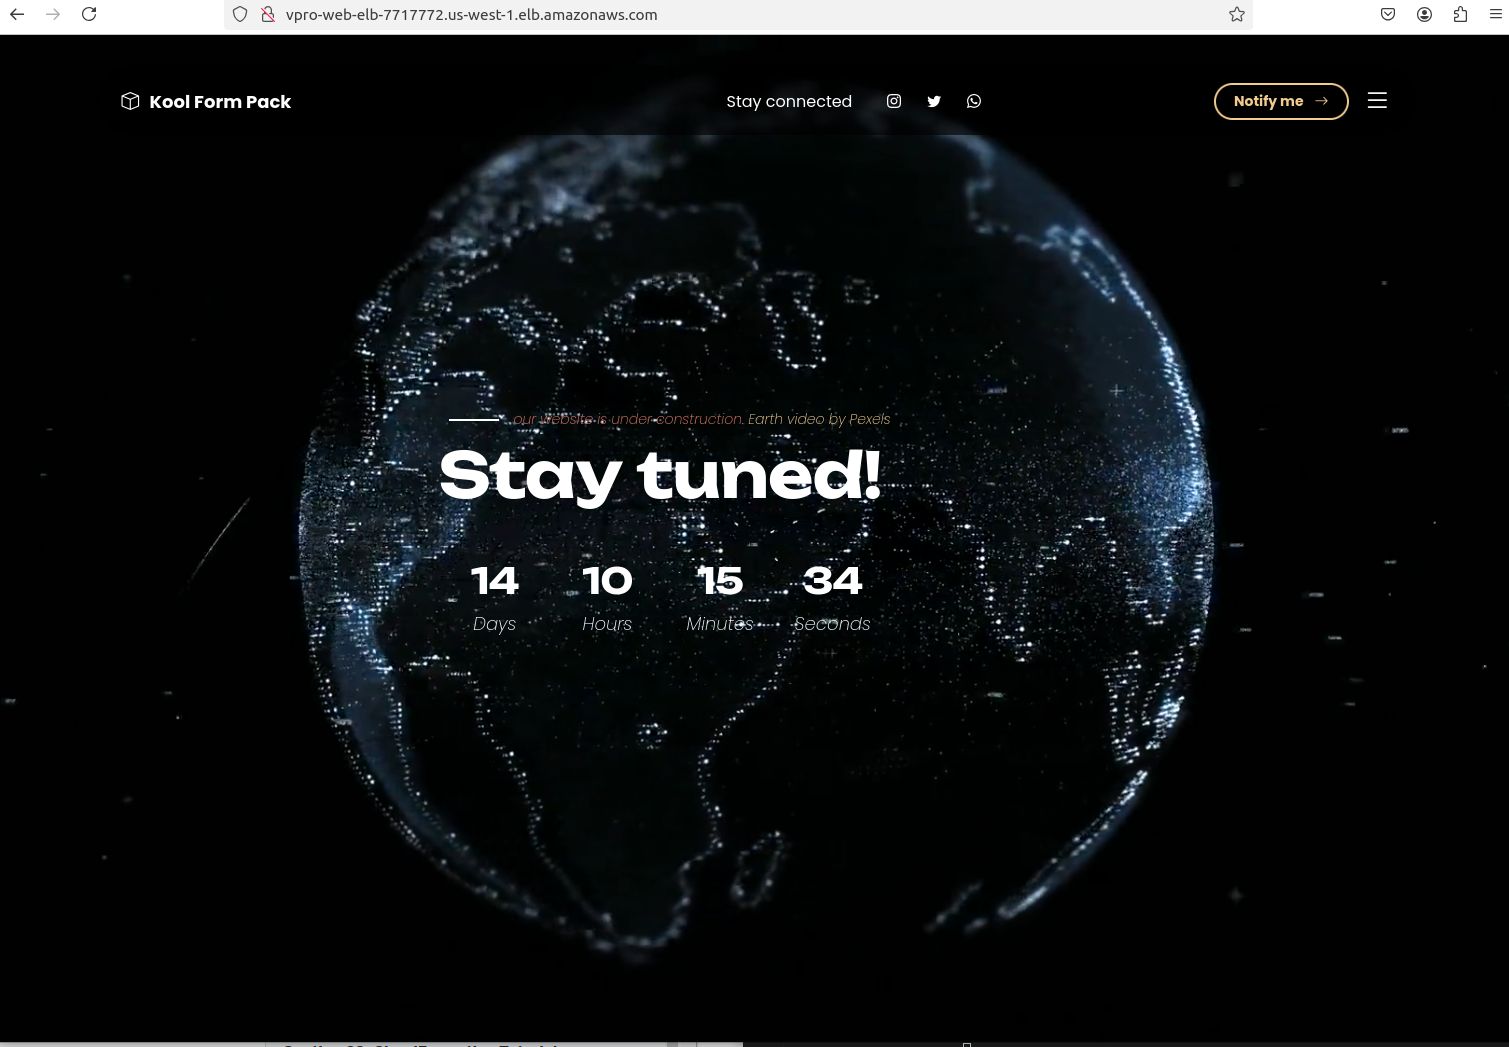 vpro-web-elb-7717772.us-west-1.elb.amazonaws.com
Kool Form Pack
Stay connected
Notify me
our website is under construction. Earth video by Pexels
Stay tuned!
14 10 15 34
Days Hours Minutes Seconds